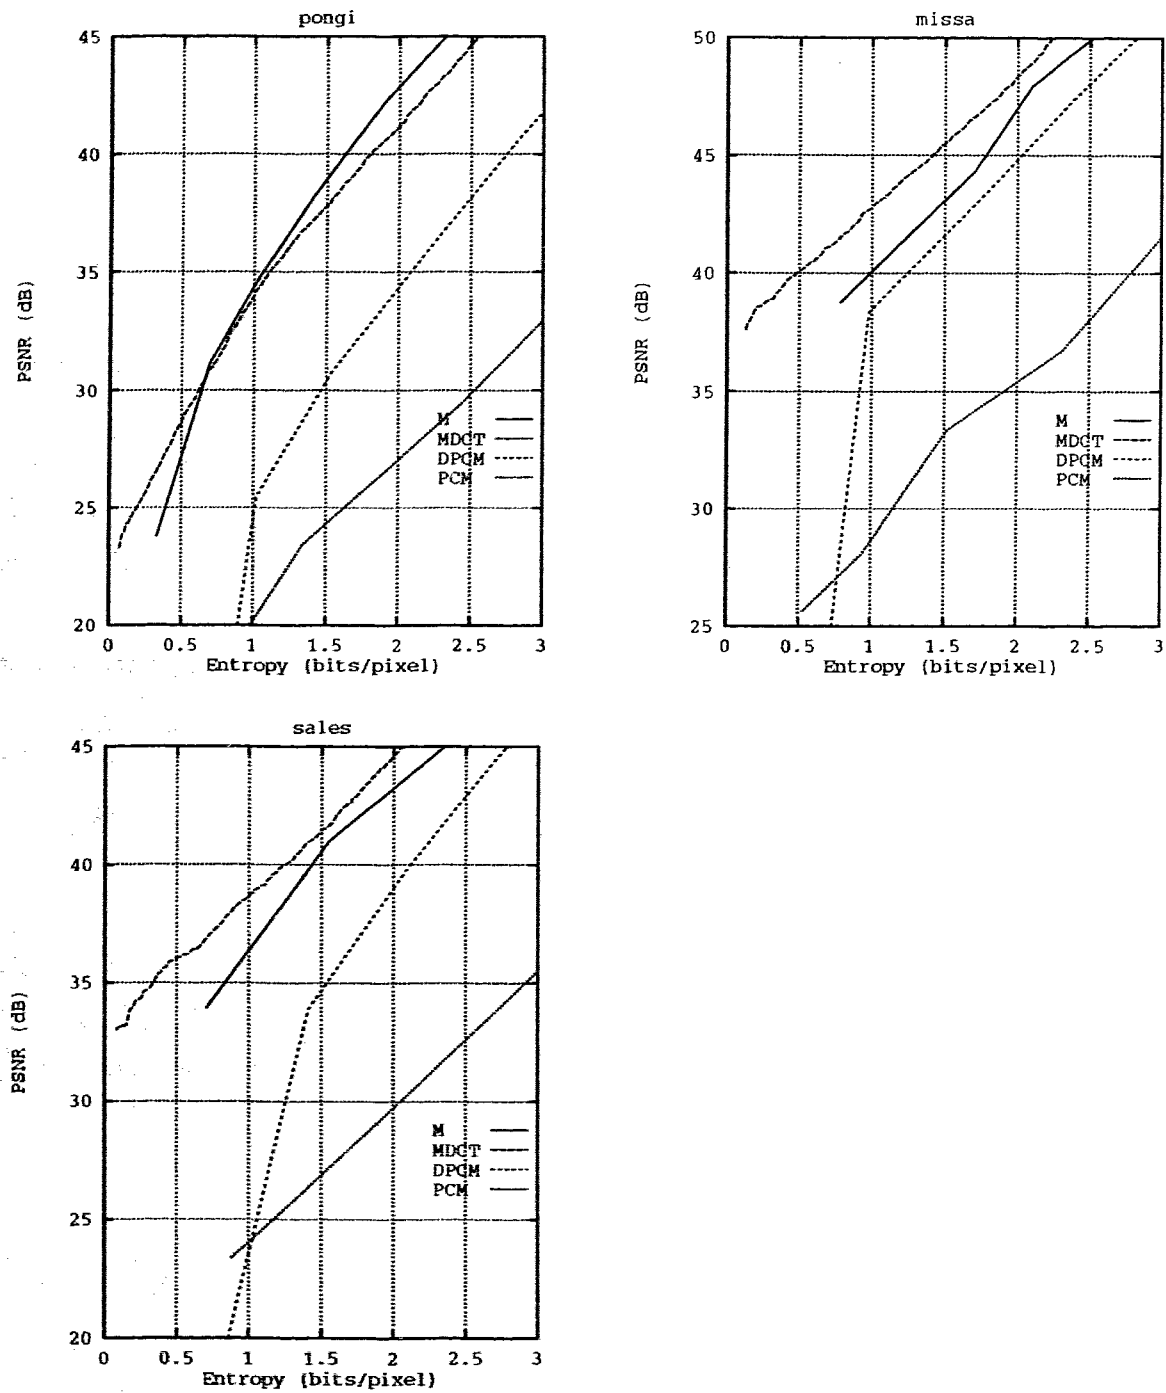 pongi
45
40
35
30
25
20
PSNR (dB)
M
MDCT
DPCM
PCM
0 0.5 1 1.5 2 2.5 3
Entropy (bits/pixel)
missa
50
45
40
35
30
25
PSNR (dB)
M
MDCT
DPCM
PCM
0 0.5 1 1.5 2 2.5 3
Entropy (bits/pixel)
sales
45
40
35
30
25
20
PSNR (dB)
M
MDCT
DPCM
PCM
0 0.5 1 1.5 2 2.5 3
Entropy (bits/pixel)